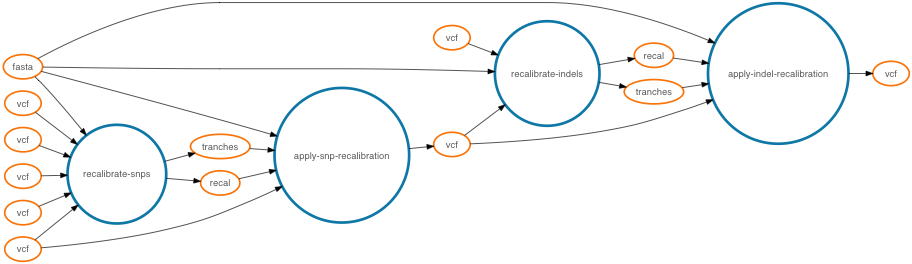 fasta
vcf
vcf
vcf
vcf
vcf
recalibrate-snps
tranches
recal
apply-snp-recalibration
vcf
vcf
recalibrate-indels
recal
tranches
apply-indel-recalibration
vcf